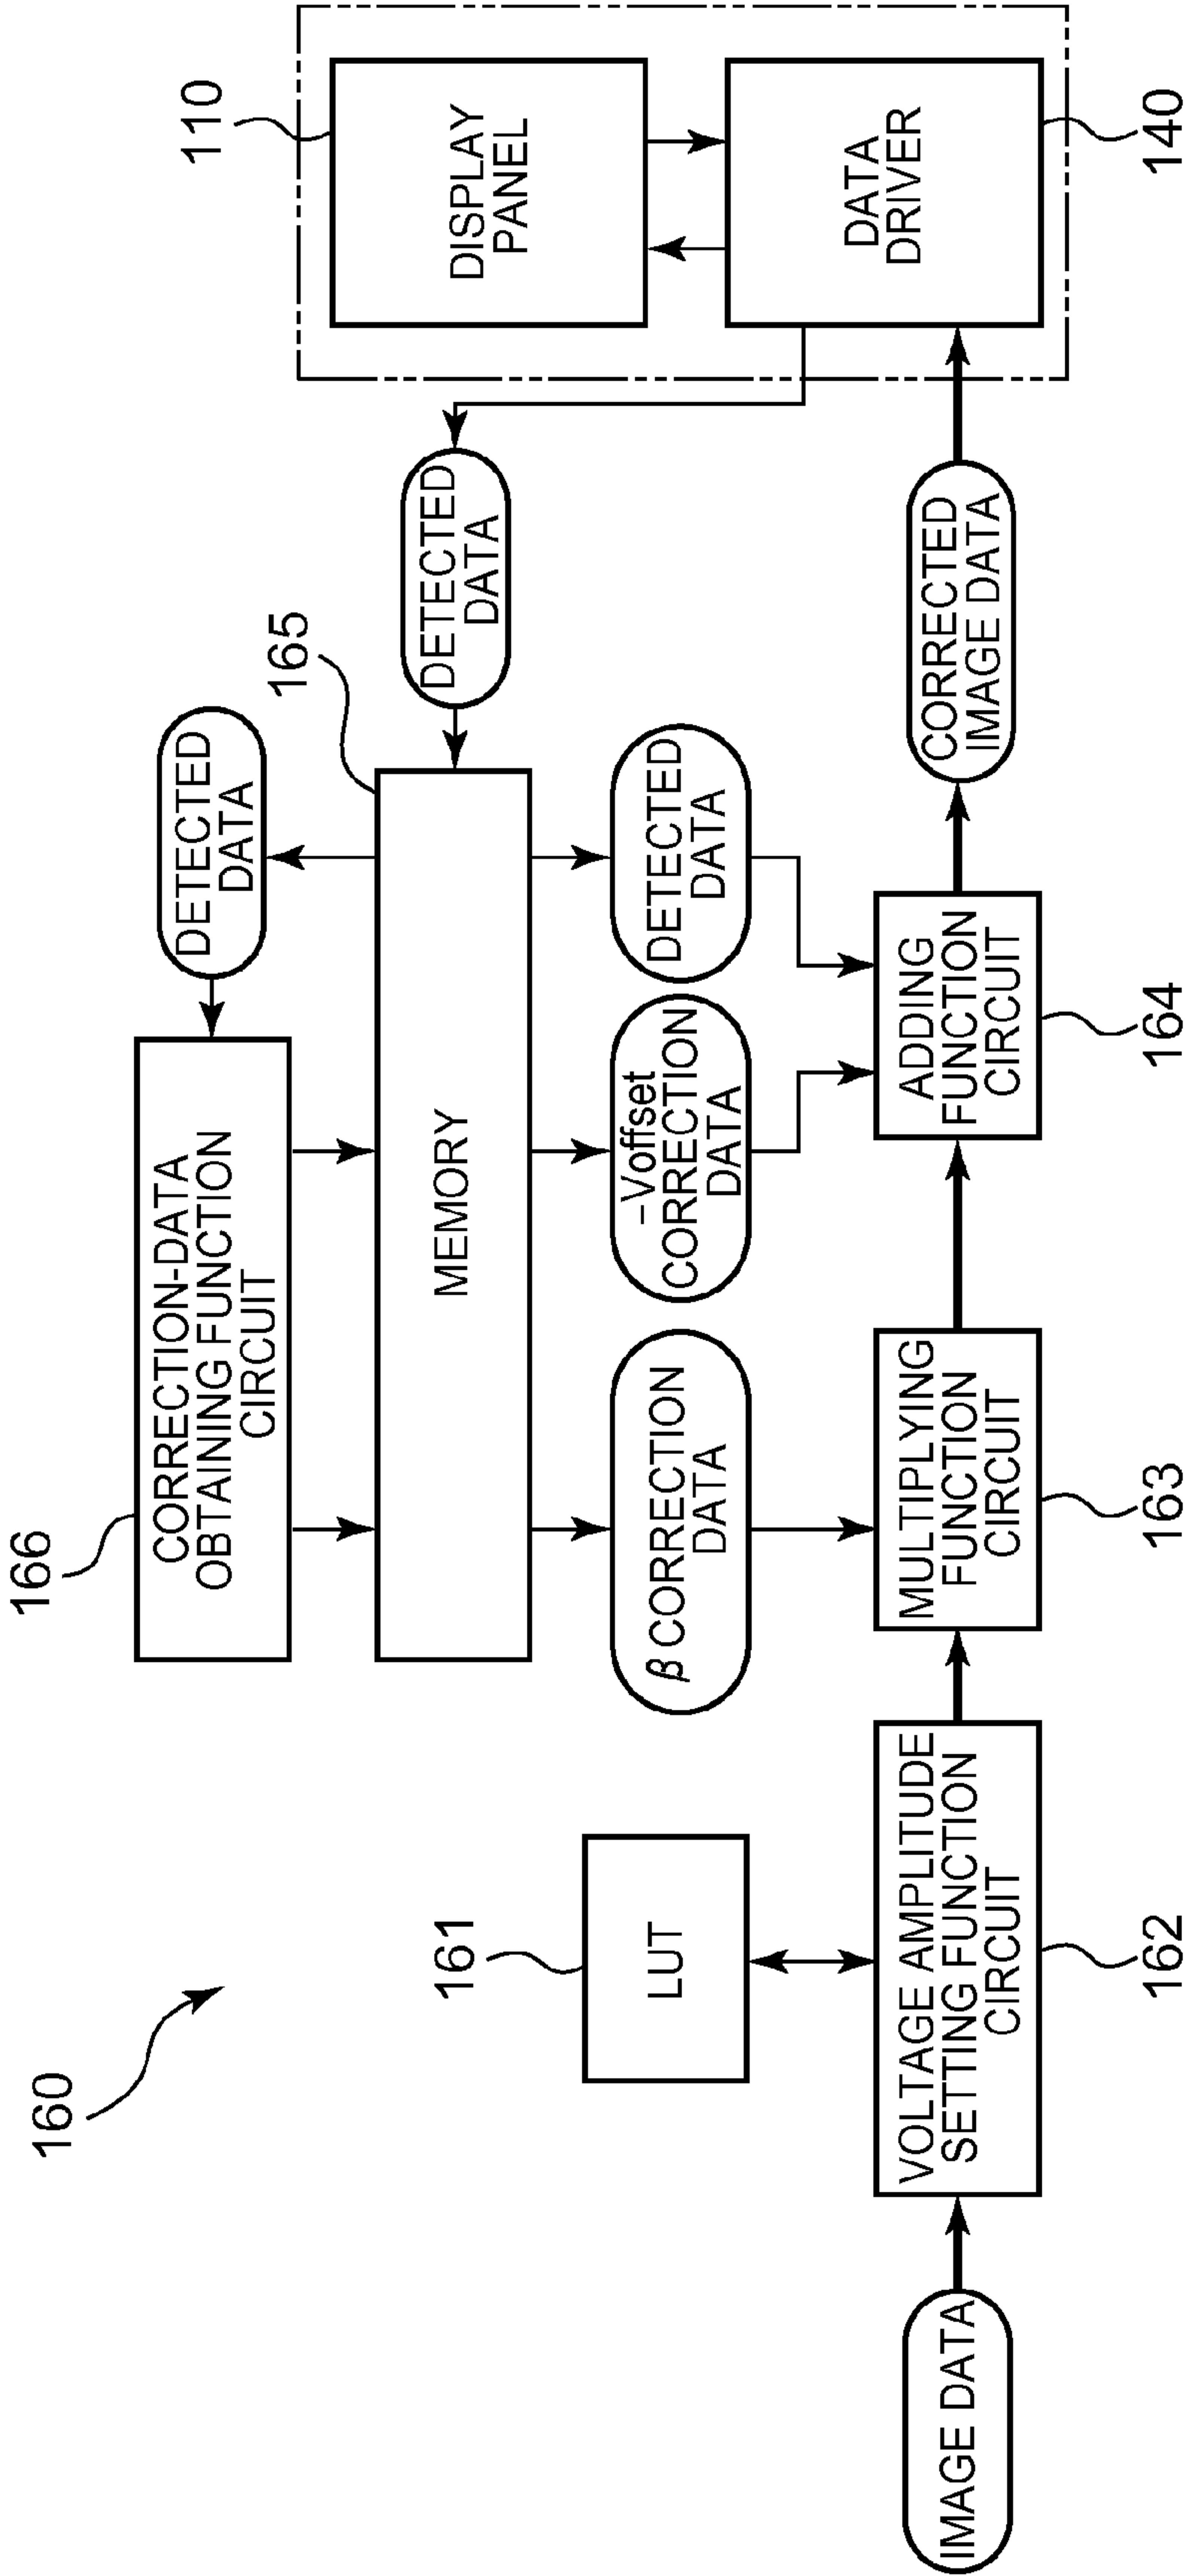 160
166
CORRECTION-DATA
OBTAINING FUNCTION
CIRCUIT
DETECTED
DATA
110
DISPLAY
PANEL
165
MEMORY
DETECTED
DATA
161
LUT
β CORRECTION
DATA
−Voffset
CORRECTION
DATA
DETECTED
DATA
IMAGE DATA
VOLTAGE AMPLITUDE
SETTING FUNCTION
CIRCUIT
162
MULTIPLYING
FUNCTION
CIRCUIT
163
ADDING
FUNCTION
CIRCUIT
164
CORRECTED
IMAGE DATA
DATA
DRIVER
140